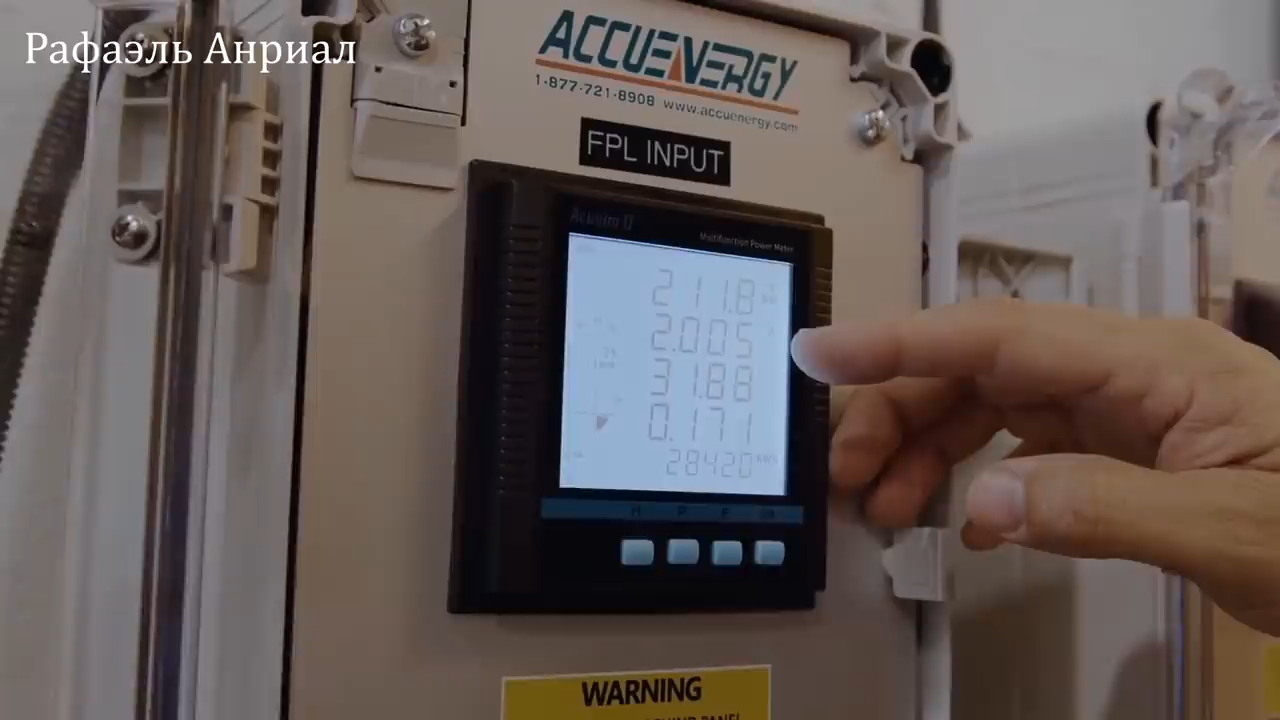 Рафаэль Анриал
ACCUENERGY
1-877-721-8908 www.accuenergy.com
FPL INPUT
Acuvim II
Multifunction Power Meter
211.8
2.005
31.88
0.171
28420
H P E V/A
WARNING